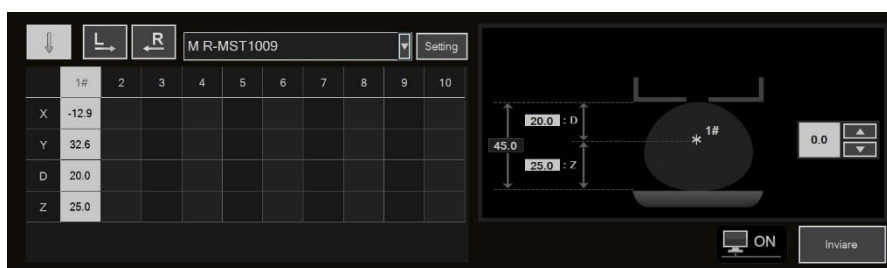 L R M R-MST1009 Setting
1# 2 3 4 5 6 7 8 9 10
X -12.9
Y 32.6
D 20.0
Z 25.0
1#
20.0 : D
45.0
25.0 : Z
0.0
ON Inviare